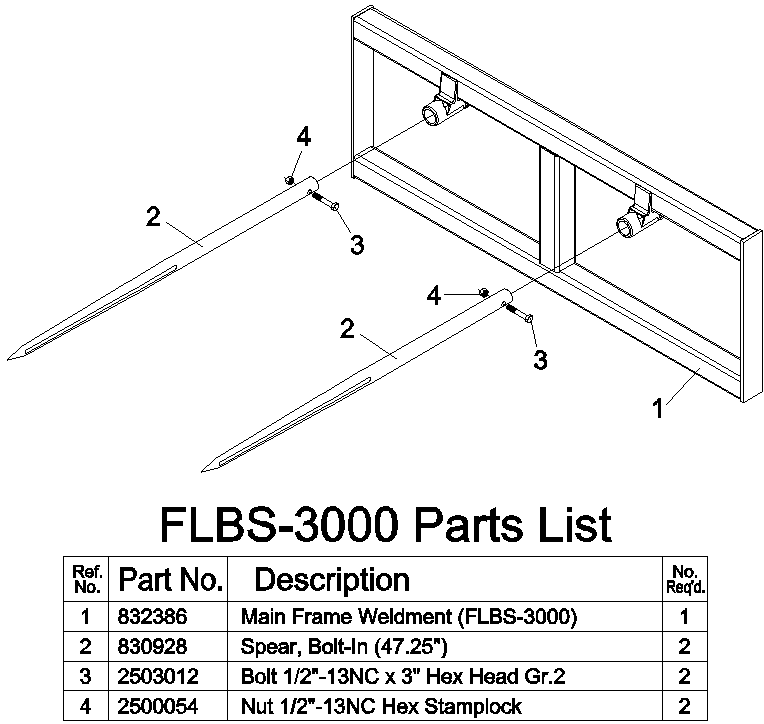 4
2
3
4
2
3
1
FLBS-3000 Parts List
Ref. No. Part No. Description No. Req'd.
1 832386 Main Frame Weldment (FLBS-3000) 1
2 830928 Spear, Bolt-In (47.25") 2
3 2503012 Bolt 1/2"-13NC x 3" Hex Head Gr.2 2
4 2500054 Nut 1/2"-13NC Hex Stamplock 2